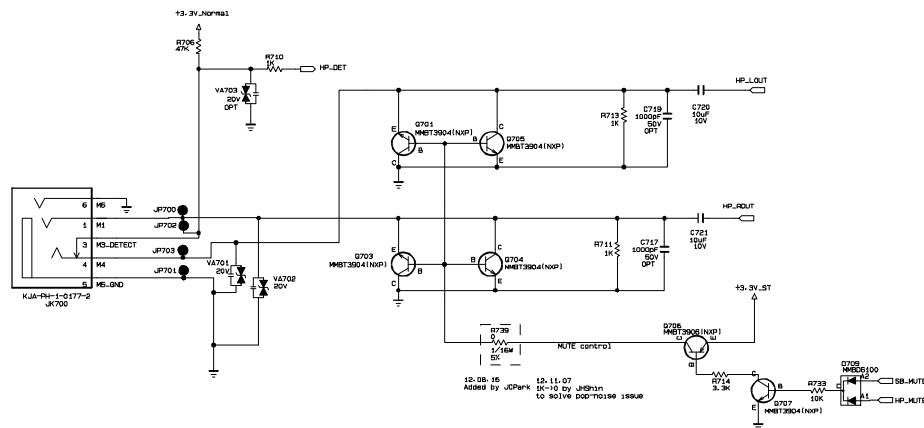 +3.3V_Normal
R706
47K
R710
1K
HP_DET
VA703
20V
OPT
HP_LOUT
E
Q701
MMBT3904(NXP)
B
C
C
Q705
MMBT3904(NXP)
B
E
R713
1K
C719
1000pF
50V
OPT
C720
10uF
10V
6 M6
1 M1
3 M3_DETECT
4 M4
5 M5_GND
KJA-PH-1-0177-2
JK700
JP700
JP702
JP703
JP701
VA701
20V
VA702
20V
HP_ROUT
E
Q703
MMBT3904(NXP)
B
C
C
Q704
MMBT3904(NXP)
B
E
R711
1K
C717
1000pF
50V
OPT
C721
10uF
10V
+3.3V_ST
R739
0
1/16W
5%
MUTE control
Q706
MMBT3906(NXP)
C
E
B
12.08.16
Added by JCPark
12.11.07
1K->0 by JHShin
to solve pop-noise issue
R714
3.3K
C
B
E
Q707
MMBT3904(NXP)
R733
10K
D709
MMBD6100
A2
C
A1
SB_MUTE
HP_MUTE